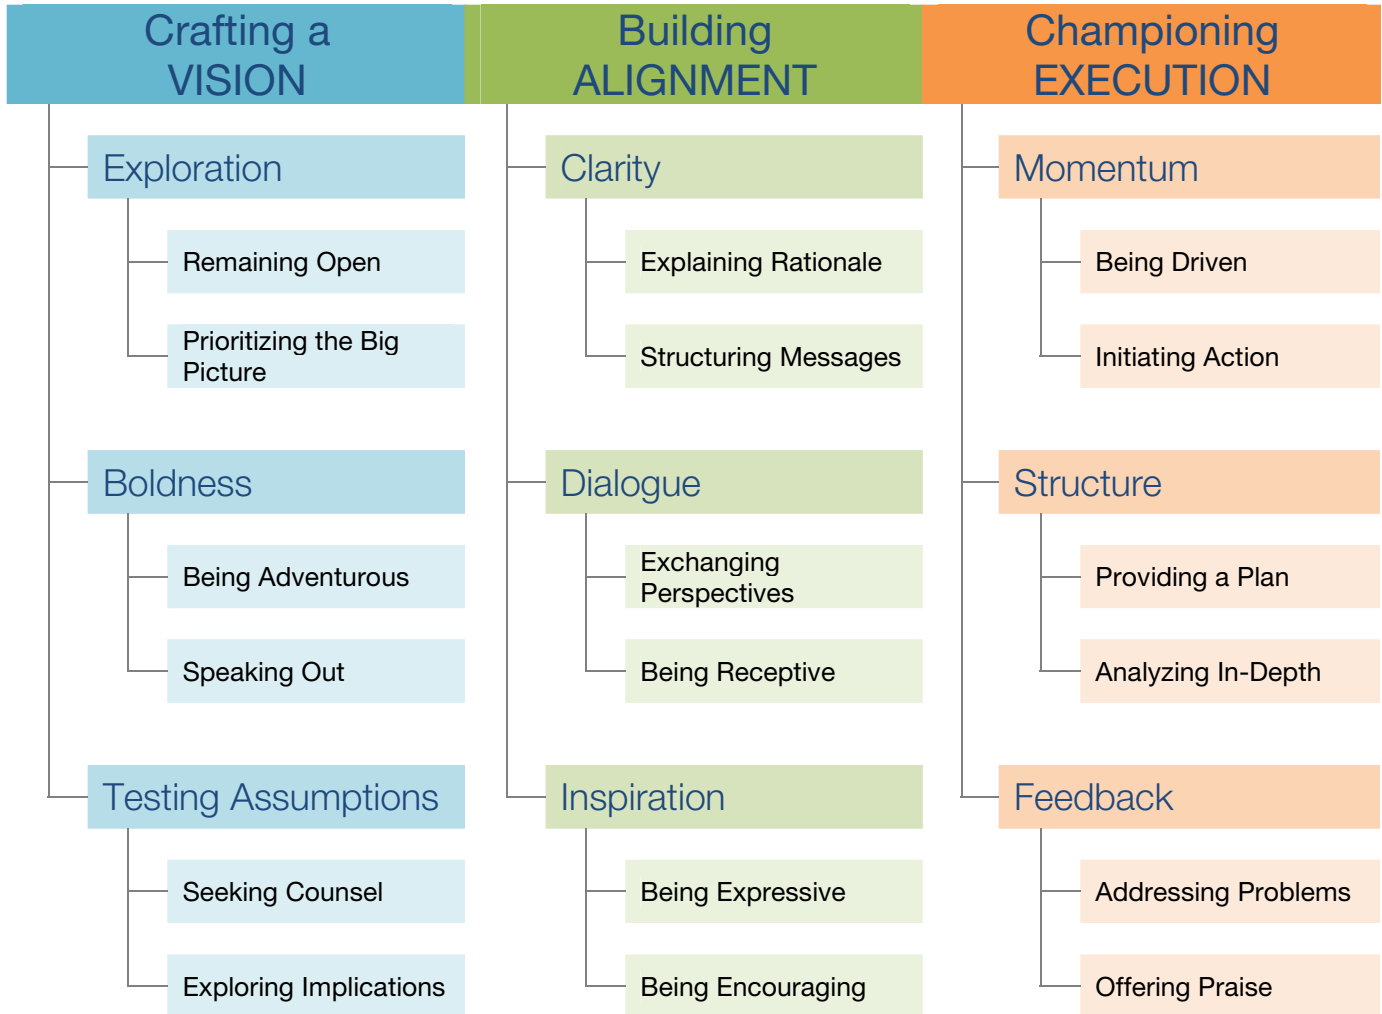 Crafting a
VISION
Exploration
Remaining Open
Prioritizing the Big
Picture
Boldness
Being Adventurous
Speaking Out
Testing Assumptions
Seeking Counsel
Exploring Implications
Building
ALIGNMENT
Clarity
Explaining Rationale
Structuring Messages
Dialogue
Exchanging
Perspectives
Being Receptive
Inspiration
Being Expressive
Being Encouraging
Championing
EXECUTION
Momentum
Being Driven
Initiating Action
Structure
Providing a Plan
Analyzing In-Depth
Feedback
Addressing Problems
Offering Praise